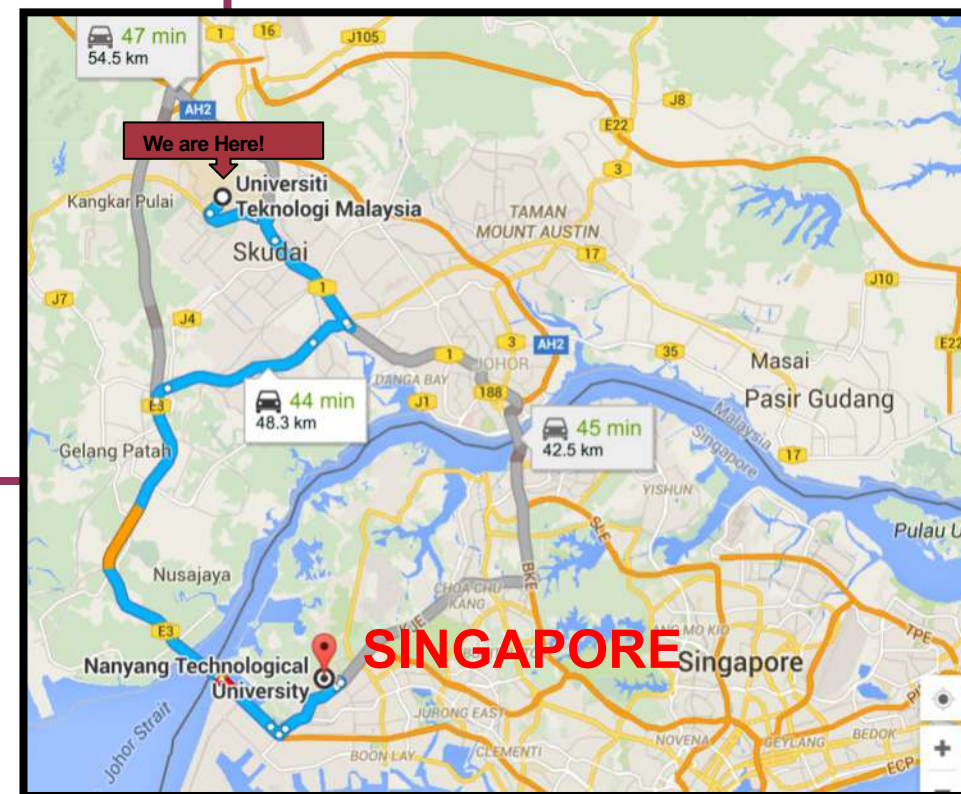 47 min
54.5 km
1
16
J105
AH2
J8
E22
We are Here!
3
Kangkar Pulai
Universiti
Teknologi Malaysia
TAMAN
MOUNT AUSTIN
Skudai
17
J10
1
J7
J4
E22
1
3
AH2
35
JOHOR
Masai
DANGA BAY
188
Pasir Gudang
E3
44 min
48.3 km
J1
45 min
42.5 km
Malaysia
Singapore
17
Gelang Patah
YISHUN
SLE
Pulau U
BKE
Nusajaya
CHOA CHU
KANG
E3
KJE
ANG MO KIO
TPE
SINGAPORE
Singapore
Nanyang Technological
University
JURONG EAST
Johor Strait
BOON LAY
CLEMENTI
NOVENA
GEYLANG
BEDOK
ECP
+